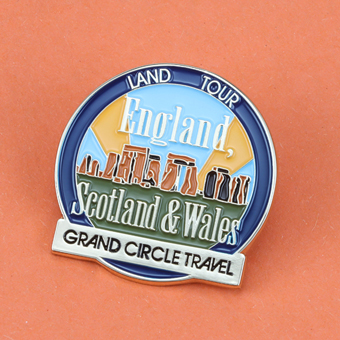 LAND TOUR
England,
Scotland & Wales
GRAND CIRCLE TRAVEL